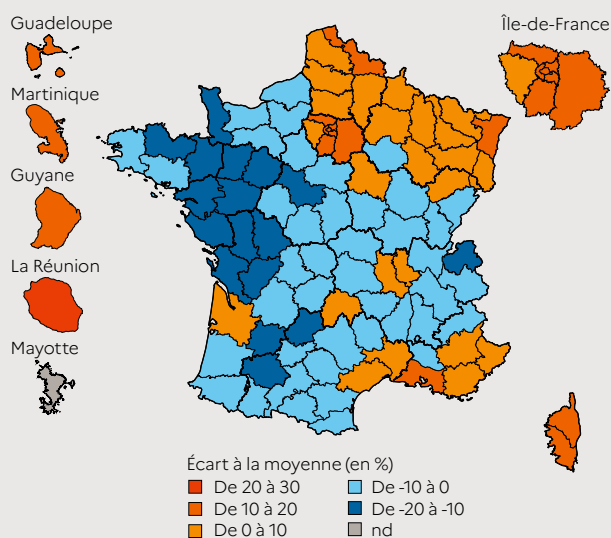 Guadeloupe
Île-de-France
Martinique
Guyane
La Réunion
Mayotte
Écart à la moyenne (en %)
De 20 à 30
De 10 à 20
De 0 à 10
De -10 à 0
De -20 à -10
nd